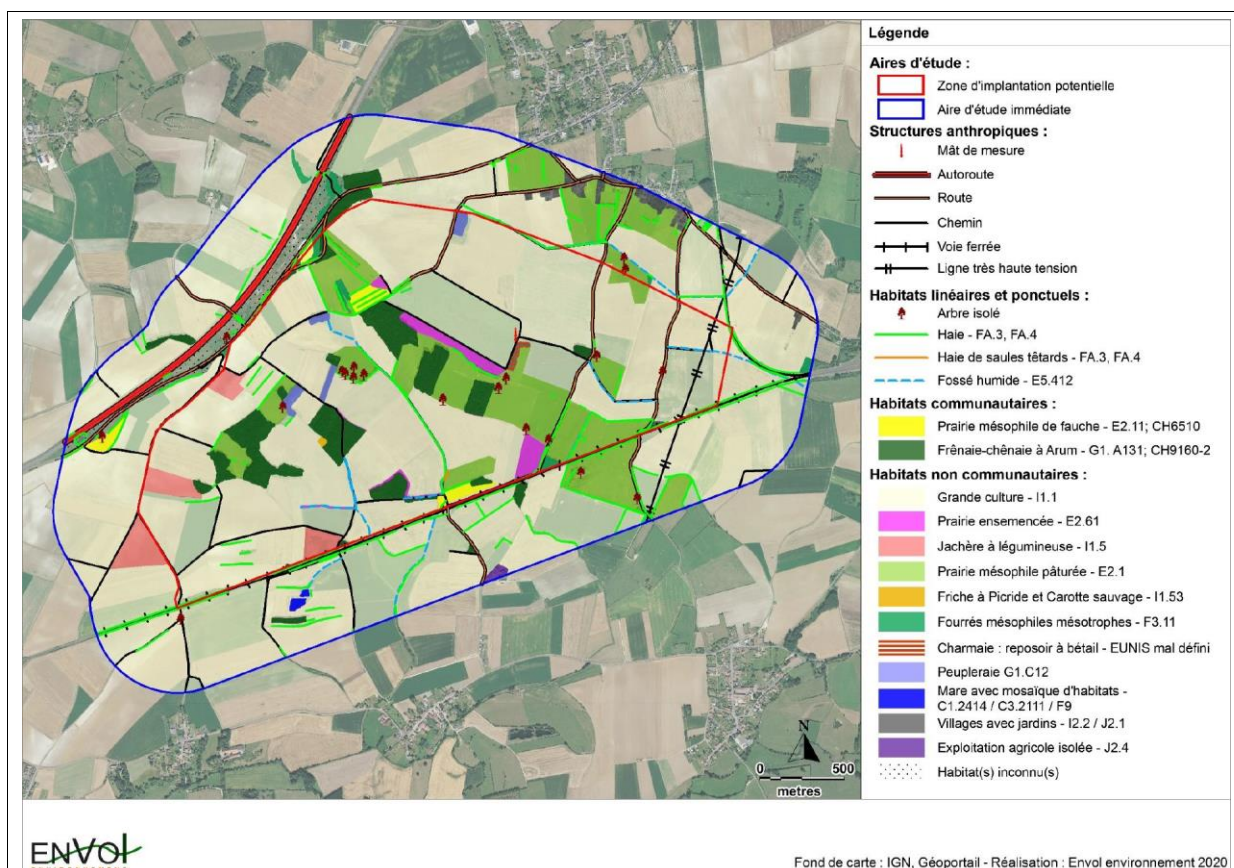 Légende
Aires d'étude :
Zone d'implantation potentielle
Aire d'étude immédiate
Structures anthropiques :
Mât de mesure
Autoroute
Route
Chemin
Voie ferrée
Ligne très haute tension
Habitats linéaires et ponctuels :
Arbre isolé
Haie - FA.3, FA.4
Haie de saules têtards - FA.3, FA.4
Fossé humide - E5.412
Habitats communautaires :
Prairie mésophile de fauche - E2.11; CH6510
Frênaie-chênaie à Arum - G1. A131; CH9160-2
Habitats non communautaires :
Grande culture - I1.1
Prairie ensemencée - E2.61
Jachère à légumineuse - I1.5
Prairie mésophile pâturée - E2.1
Friche à Picride et Carotte sauvage - I1.53
Fourrés mésophiles mésotrophes - F3.11
Charmaie : reposoir à bétail - EUNIS mal défini
Peupleraie G1.C12
Mare avec mosaïque d'habitats -
C1.2414 / C3.2111 / F9
Villages avec jardins - I2.2 / J2.1
Exploitation agricole isolée - J2.4
Habitat(s) inconnu(s)
N
0 500
metres
ENVOl
Fond de carte : IGN, Géoportail - Réalisation : Envol environnement 2020